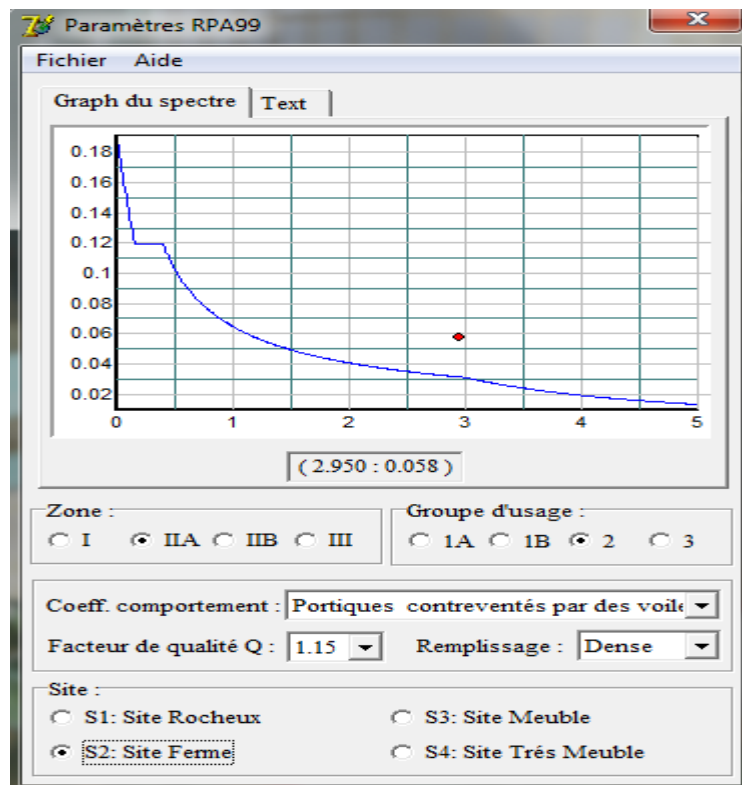 Paramètres RPA99
Fichier Aide
Graph du spectre Text
0.18
0.16
0.14
0.12
0.1
0.08
0.06
0.04
0.02
0 1 2 3 4 5
( 2.950 : 0.058 )
Zone : Groupe d'usage :
I IIA IIB III 1A 1B 2 3
Coeff. comportement : Portiques contreventés par des voile
Facteur de qualité Q : 1.15 Remplissage : Dense
Site :
S1: Site Rocheux S3: Site Meuble
S2: Site Ferme S4: Site Trés Meuble